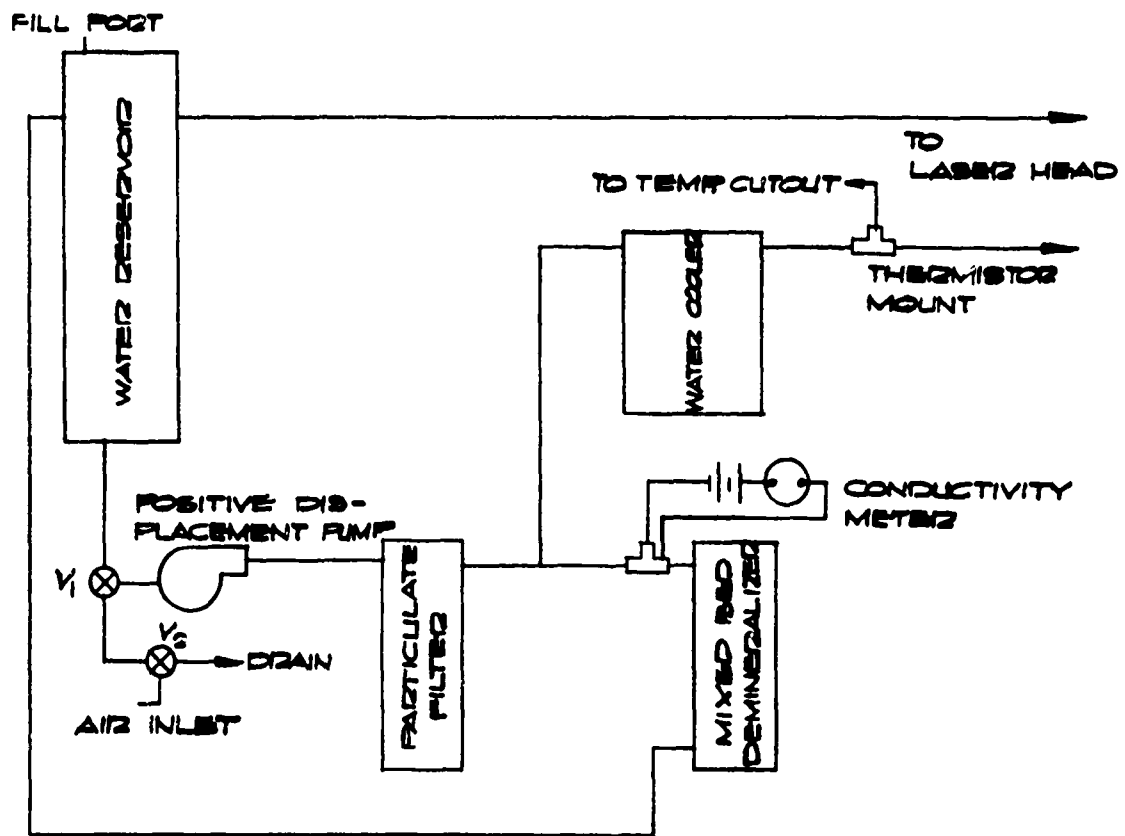 FILL PORT
WATER RESERVOIR
TO
LASER HEAD
TO TEMP CUTOUT
WATER COOLER
THERMISTOR
MOUNT
POSITIVE DIS-
PLACEMENT PUMP
CONDUCTIVITY
METER
V1
V2
DRAIN
AIR INLET
PARTICULATE
FILTER
MIXED BED
DEMINERALIZER